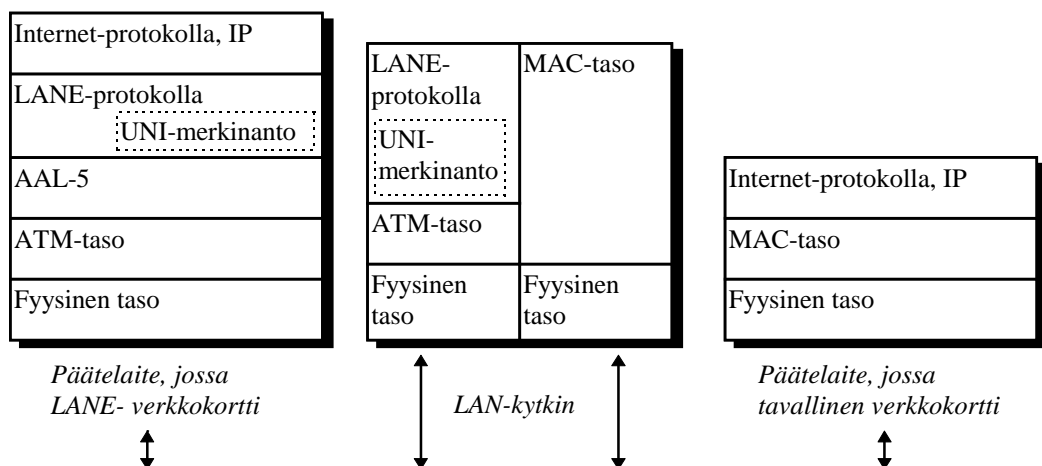 Internet-protokolla, IP
LANE-protokolla
UNI-merkinanto
AAL-5
ATM-taso
Fyysinen taso
Päätelaite, jossa
LANE- verkkokortti
LANE-
protokolla
UNI-
merkinanto
ATM-taso
Fyysinen
taso
MAC-taso
Fyysinen
taso
LAN-kytkin
Internet-protokolla, IP
MAC-taso
Fyysinen taso
Päätelaite, jossa
tavallinen verkkokortti